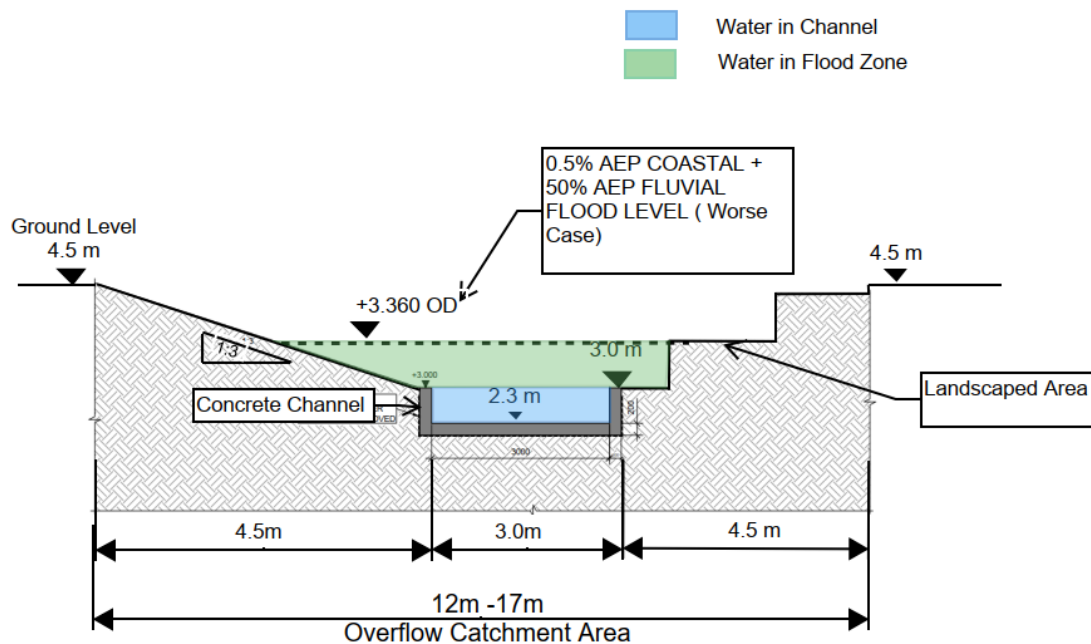 Water in Channel
Water in Flood Zone
0.5% AEP COASTAL +
50% AEP FLUVIAL
FLOOD LEVEL ( Worse
Case)
Ground Level
4.5 m
4.5 m
+3.360 OD
1:3
3.0 m
+3.000
2.3 m
Concrete Channel
Landscaped Area
200
3000
4.5m
3.0m
4.5 m
12m -17m
Overflow Catchment Area